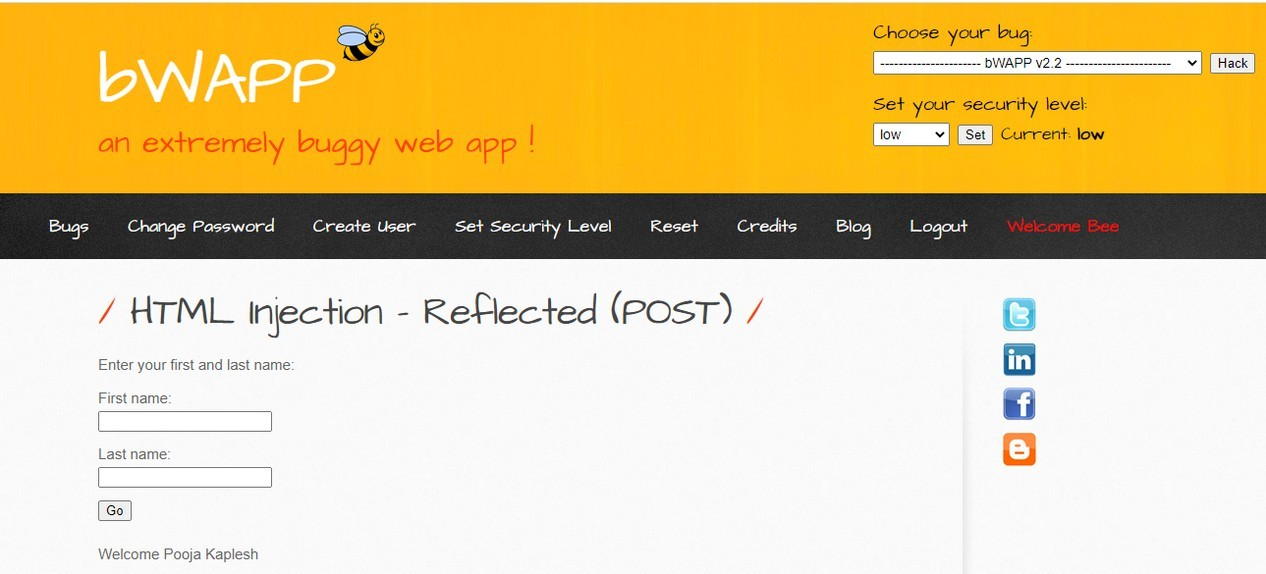 bWAPP
an extremely buggy web app !
Choose your bug:
---------------------- bWAPP v2.2 ----------------------- Hack
Set your security level:
low Set Current: low
Bugs Change Password Create User Set Security Level Reset Credits Blog Logout Welcome Bee
/ HTML Injection - Reflected (POST) /
Enter your first and last name:
First name:
Last name:
Go
Welcome Pooja Kaplesh